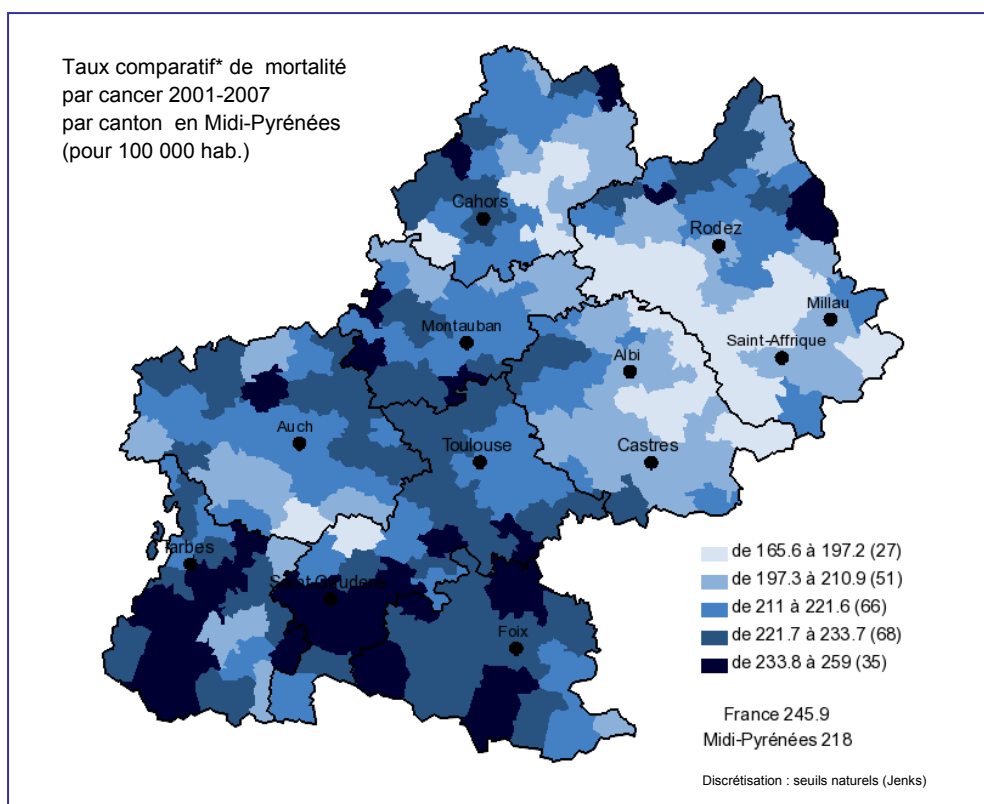 Taux comparatif* de mortalité
par cancer 2001-2007
par canton en Midi-Pyrénées
(pour 100 000 hab.)
Cahors
Rodez
Millau
Montauban
Saint-Affrique
Albi
Auch
Toulouse
Castres
Tarbes
Saint-Gaudens
Foix
de 165.6 à 197.2 (27)
de 197.3 à 210.9 (51)
de 211 à 221.6 (66)
de 221.7 à 233.7 (68)
de 233.8 à 259 (35)
France 245.9
Midi-Pyrénées 218
Discrétisation : seuils naturels (Jenks)